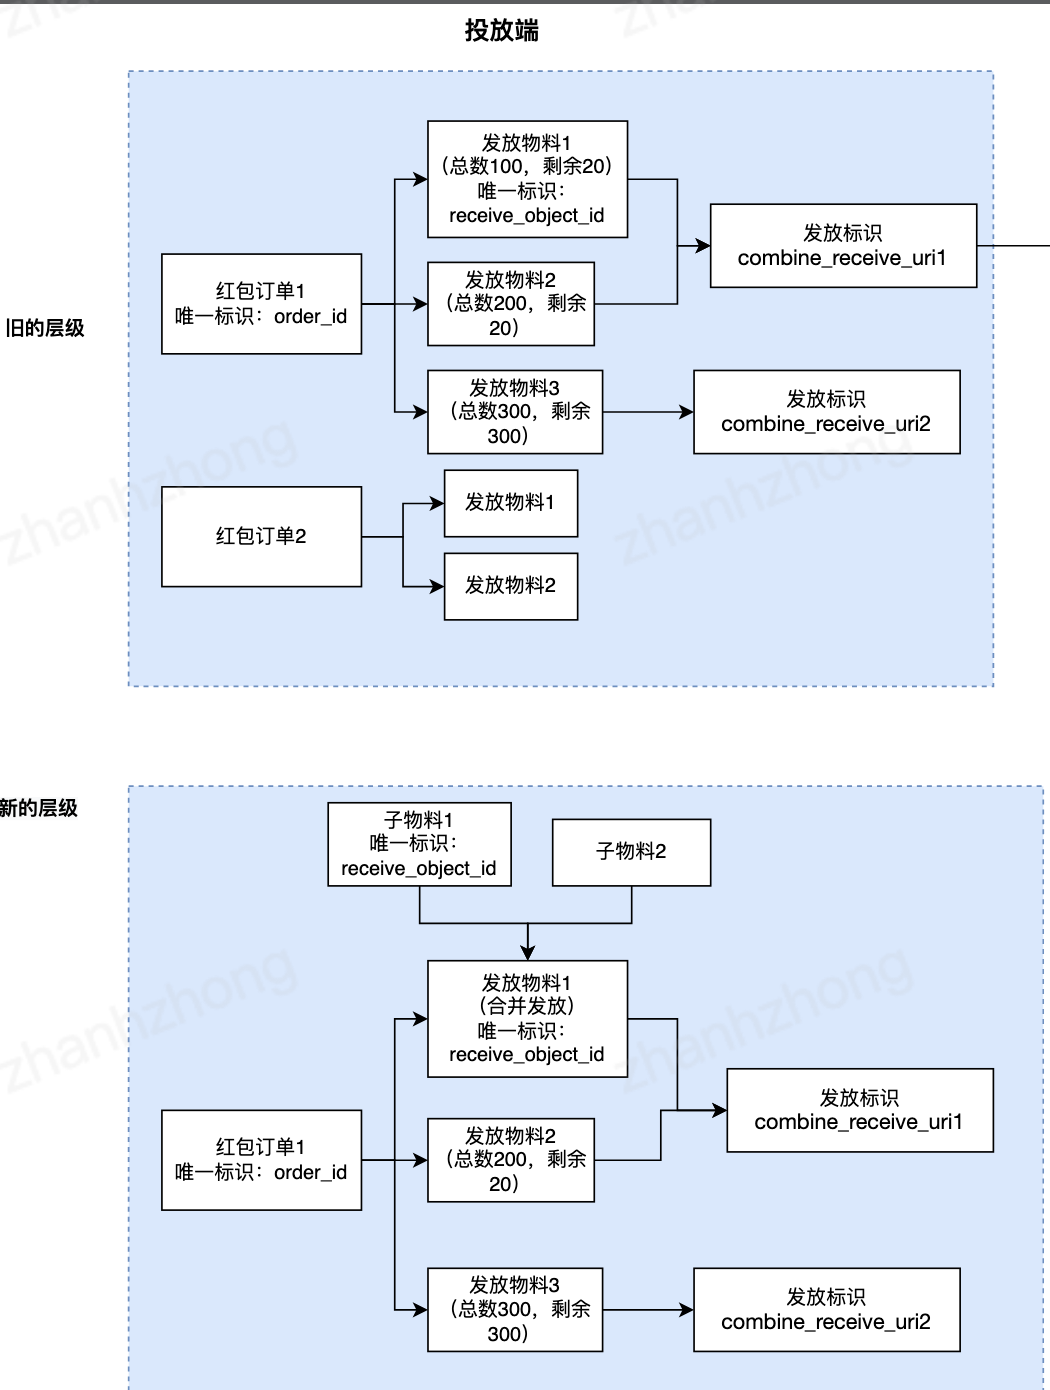 投放端
旧的层级
红包订单1
唯一标识：order_id
发放物料1
（总数100，剩余20）
唯一标识：
receive_object_id
发放物料2
（总数200，剩余
20）
发放物料3
（总数300，剩余
300）
发放标识
combine_receive_uri1
发放标识
combine_receive_uri2
红包订单2
发放物料1
发放物料2
新的层级
子物料1
唯一标识：
receive_object_id
子物料2
发放物料1
（合并发放）
唯一标识：
receive_object_id
红包订单1
唯一标识：order_id
发放物料2
（总数200，剩余
20）
发放标识
combine_receive_uri1
发放物料3
（总数300，剩余
300）
发放标识
combine_receive_uri2
zhanhzhong
zhanhzhong
zhanhzhong
zhanhzhong